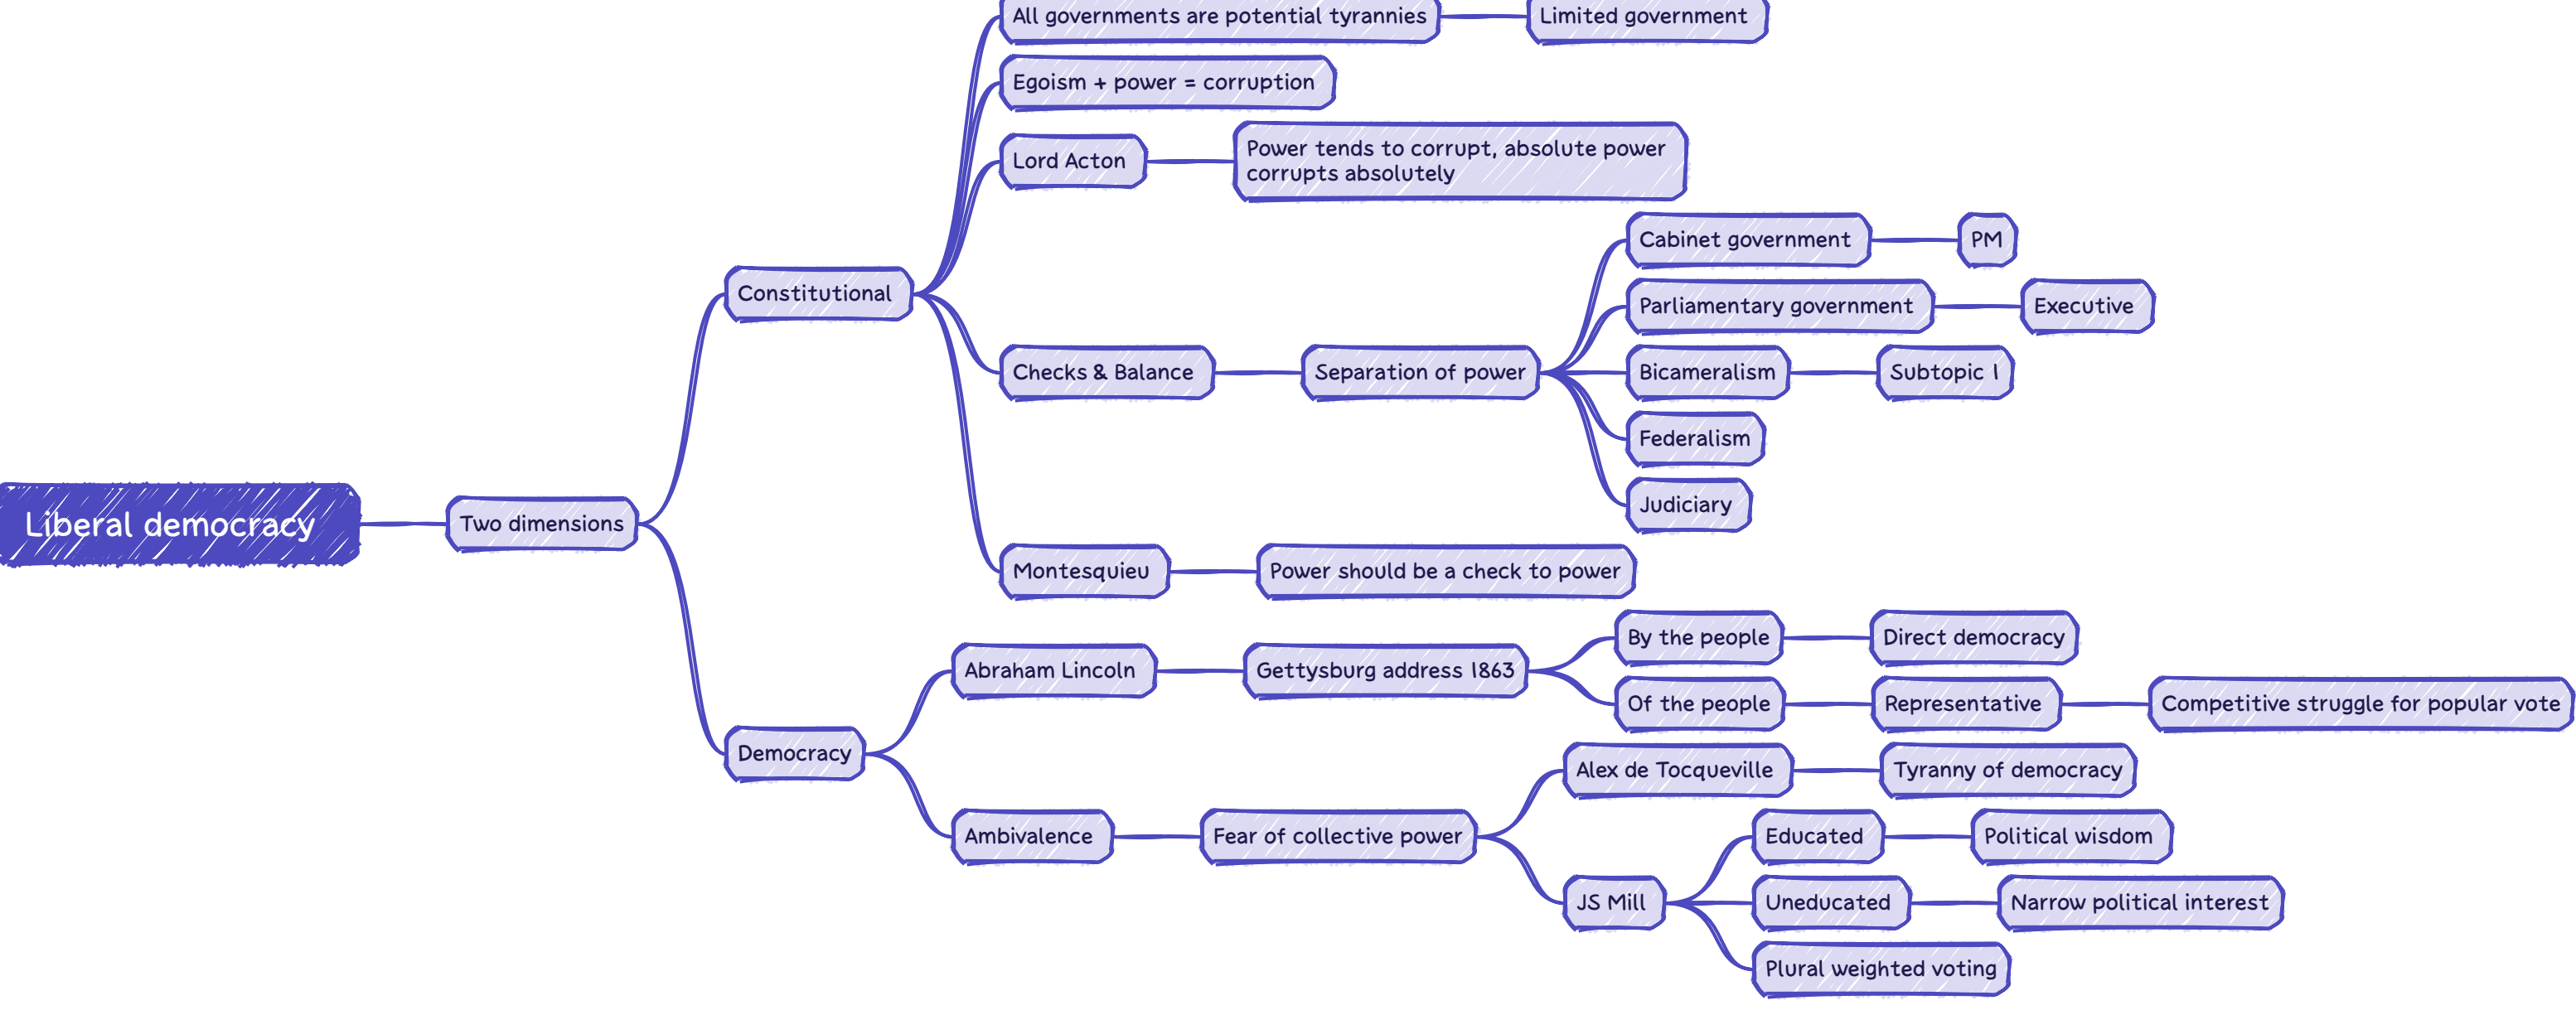 All governments are potential tyrannies
Limited government
Egoism + power = corruption
Lord Acton
Power tends to corrupt, absolute power
corrupts absolutely
Cabinet government
PM
Constitutional
Parliamentary government
Executive
Checks & Balance
Separation of power
Bicameralism
Subtopic 1
Federalism
Judiciary
Liberal democracy
Two dimensions
Montesquieu
Power should be a check to power
By the people
Direct democracy
Abraham Lincoln
Gettysburg address 1863
Of the people
Representative
Competitive struggle for popular vote
Democracy
Alex de Tocqueville
Tyranny of democracy
Ambivalence
Fear of collective power
Educated
Political wisdom
JS Mill
Uneducated
Narrow political interest
Plural weighted voting